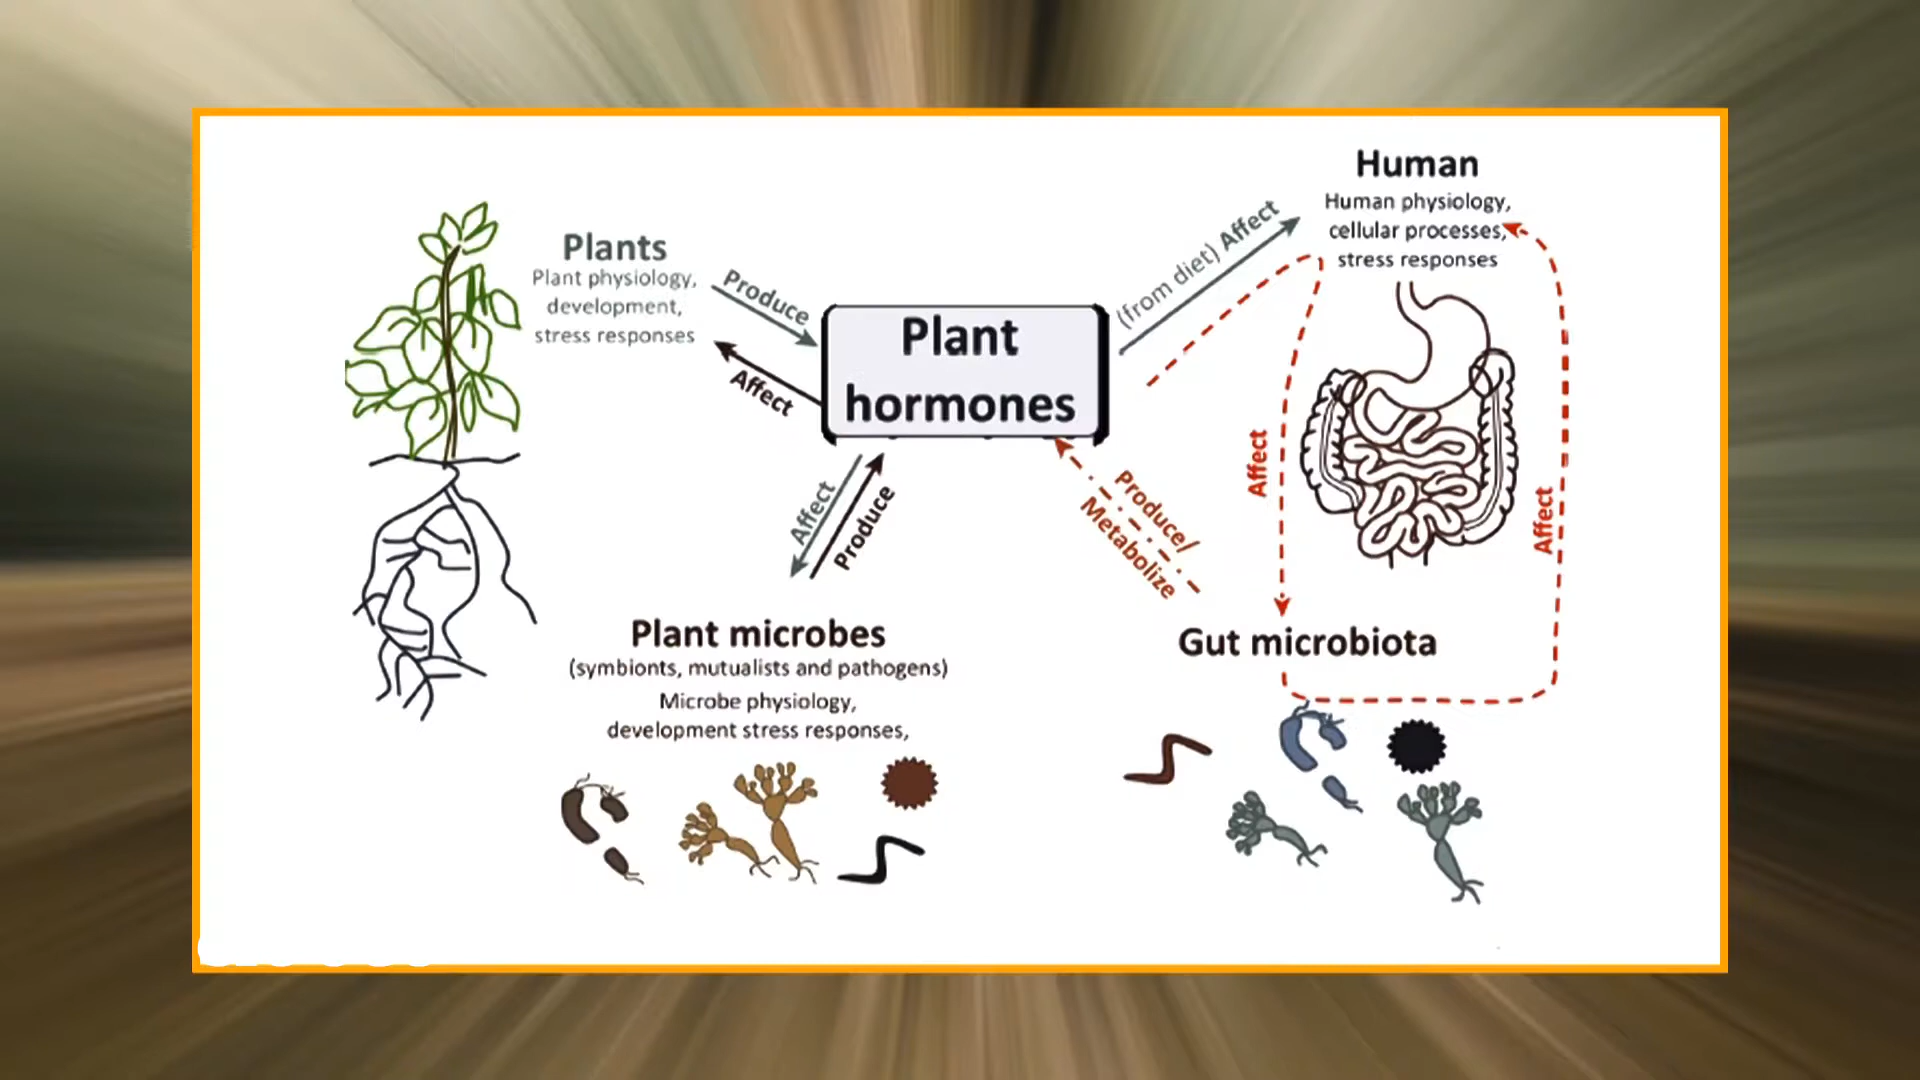 Human
Human physiology,
cellular processes,
stress responses
Plants
Plant physiology,
development,
stress responses
Produce
Affect
Plant
hormones
(from diet) Affect
Affect
Produce
Produce/
Metabolize
Affect
Affect
Plant microbes
(symbionts, mutualists and pathogens)
Microbe physiology,
development stress responses,
Gut microbiota